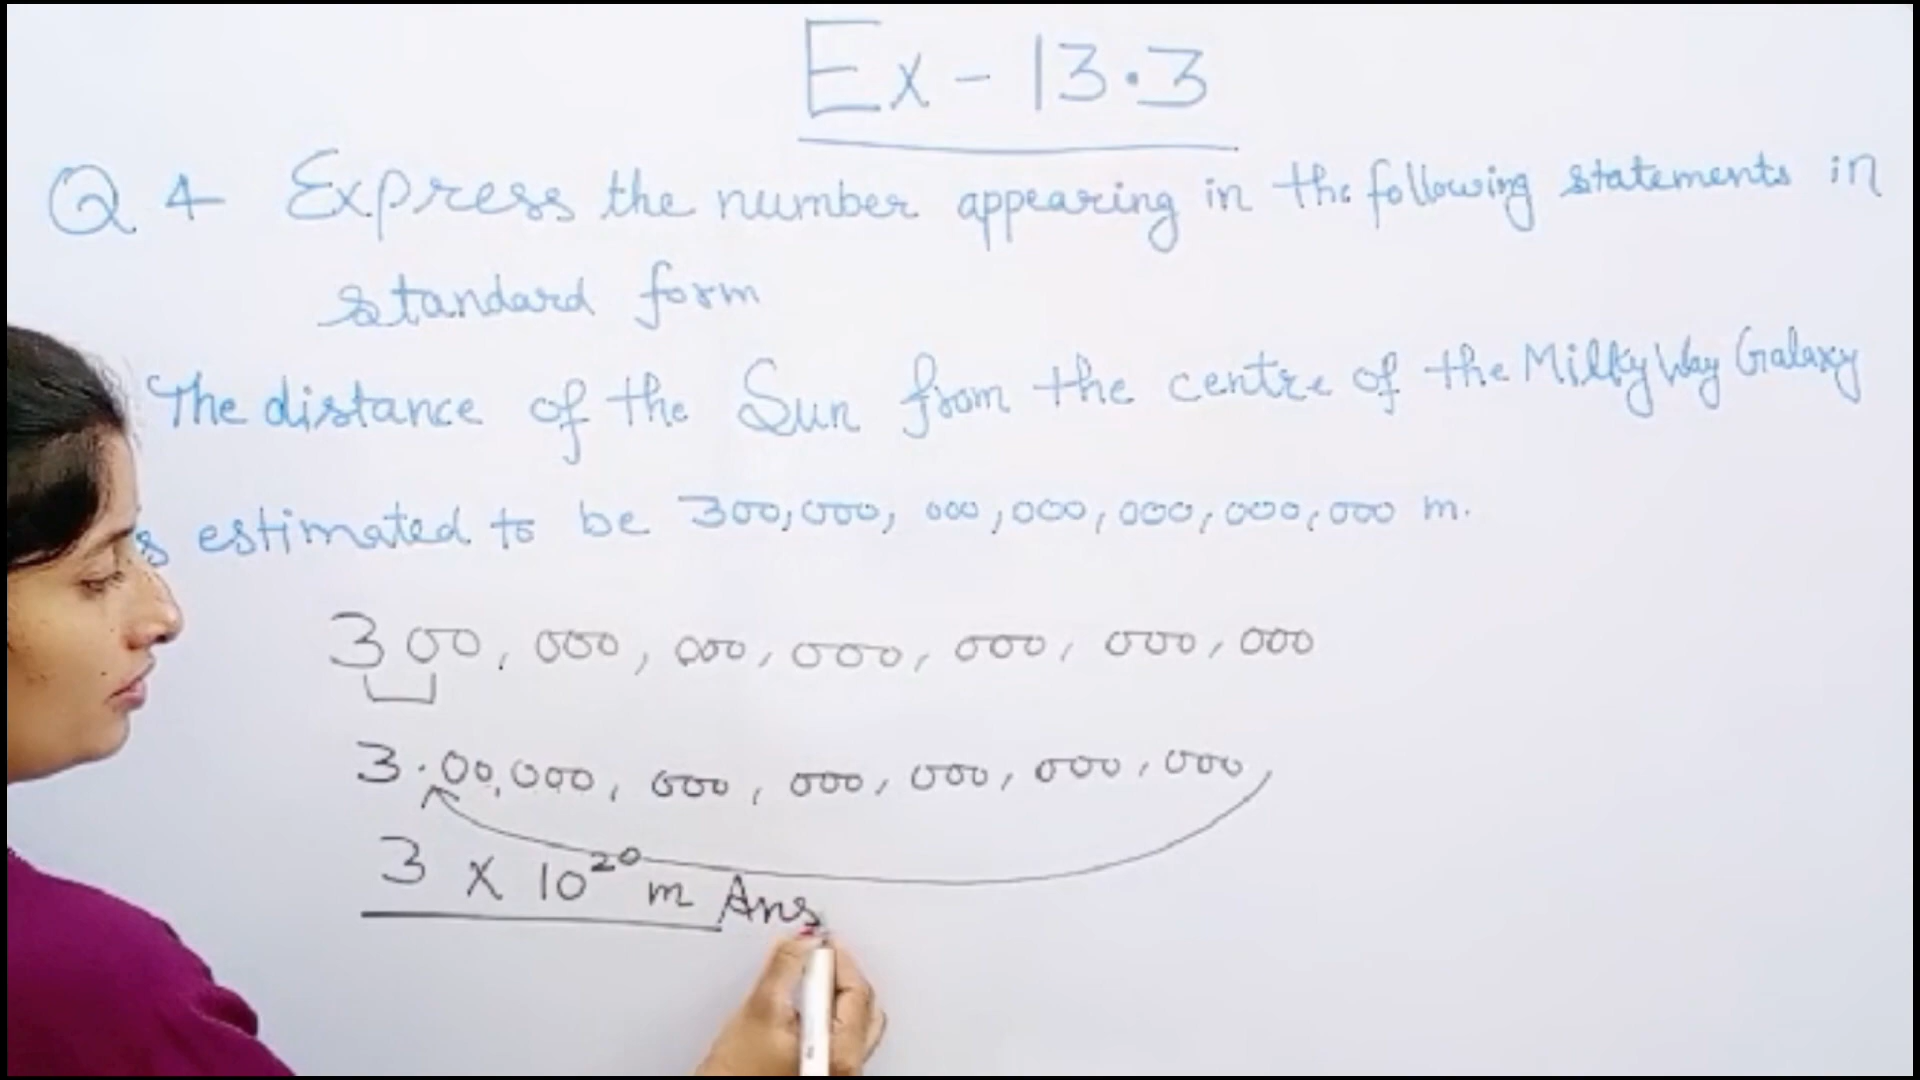 Ex - 13.3
Q 4 Express the number appearing in the following statements in
standard form
The distance of the Sun from the centre of the Milky Way Galaxy
s estimated to be 300,000, 000,000,000,000,000 m.
300, 000, 000, 000, 000, 000, 000
3.00,000, 000, 000, 000, 000, 000,
3 X 10²⁰ m Ans